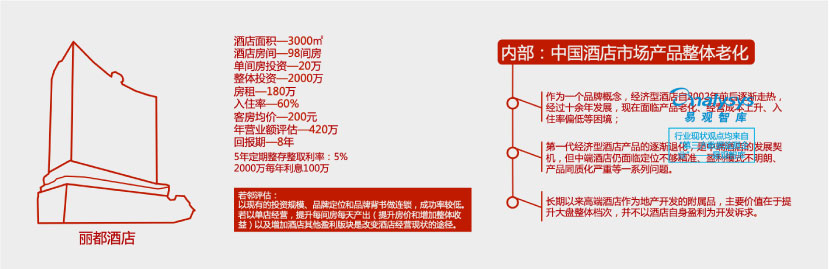 丽都酒店
酒店面积—3000㎡
酒店房间—98间房
单间房投资—20万
整体投资—2000万
房租—180万
入住率—60%
客房均价—200元
年营业额评估—420万
回报期—8年
5年定期整存整取利率：5%
2000万每年利息100万
若邻评估：
以现有的投资规模、品牌定位和品牌背书做连锁，成功率较低。
若以单店经营，提升每间房每天产出（提升房价和增加整体收
益）以及增加酒店其他盈利版块是改变酒店经营现状的途径。
内部：中国酒店市场产品整体老化
作为一个品牌概念，经济型酒店自2002年前后逐渐走热，
经过十余年发展，现在面临产品老化、经营成本上升、入
住率偏低等困境；
第一代经济型酒店产品的逐渐退化，是中端酒店的发展契
机，但中端酒店仍面临定位不够精准、盈利模式不明朗、
产品同质化严重等一系列问题。
长期以来高端酒店作为地产开发的附属品，主要价值在于提
升大盘整体档次，并不以酒店自身盈利为开发诉求。
analysys
易观智库
行业现状观点均来自